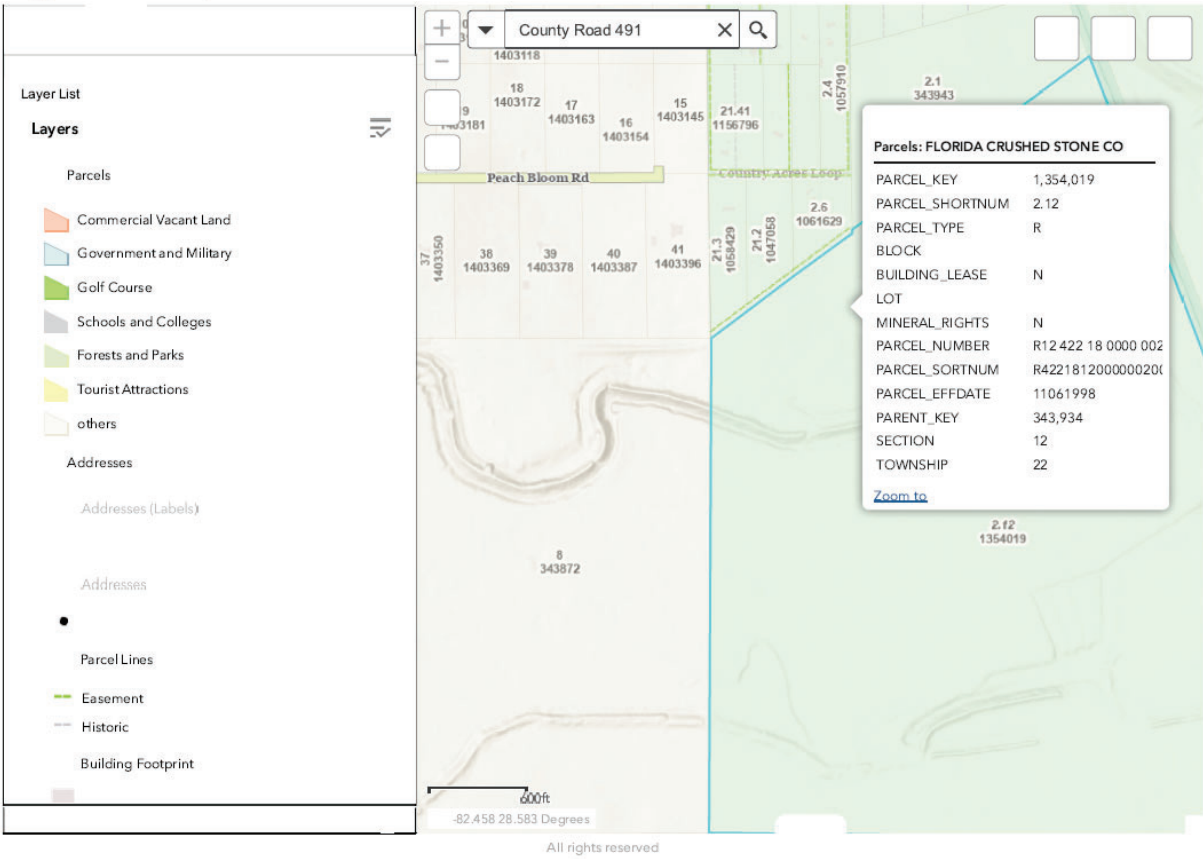 Layer List
Layers
Parcels
Commercial Vacant Land
Government and Military
Golf Course
Schools and Colleges
Forests and Parks
Tourist Attractions
others
Addresses
Addresses (Labels)
Addresses
Parcel Lines
Easement
Historic
Building Footprint
County Road 491
1403118
18
1403172
17
1403163
16
1403154
15
1403145
21.41
1156796
2.4
1057910
2.1
343943
Peach Bloom Rd
Country Acres Loop
37
1403350
38
1403369
39
1403378
40
1403387
41
1403396
21.3
1058429
21.2
1047058
2.6
1061629
Parcels: FLORIDA CRUSHED STONE CO
PARCEL_KEY 1,354,019
PARCEL_SHORTNUM 2.12
PARCEL_TYPE R
BLOCK
BUILDING_LEASE N
LOT
MINERAL_RIGHTS N
PARCEL_NUMBER R12 422 18 0000 002
PARCEL_SORTNUM R422181200000020
PARCEL_EFFDATE 11061998
PARENT_KEY 343,934
SECTION 12
TOWNSHIP 22
Zoom to
2.12
1354019
8
343872
600ft
-82.458 28.583 Degrees
All rights reserved